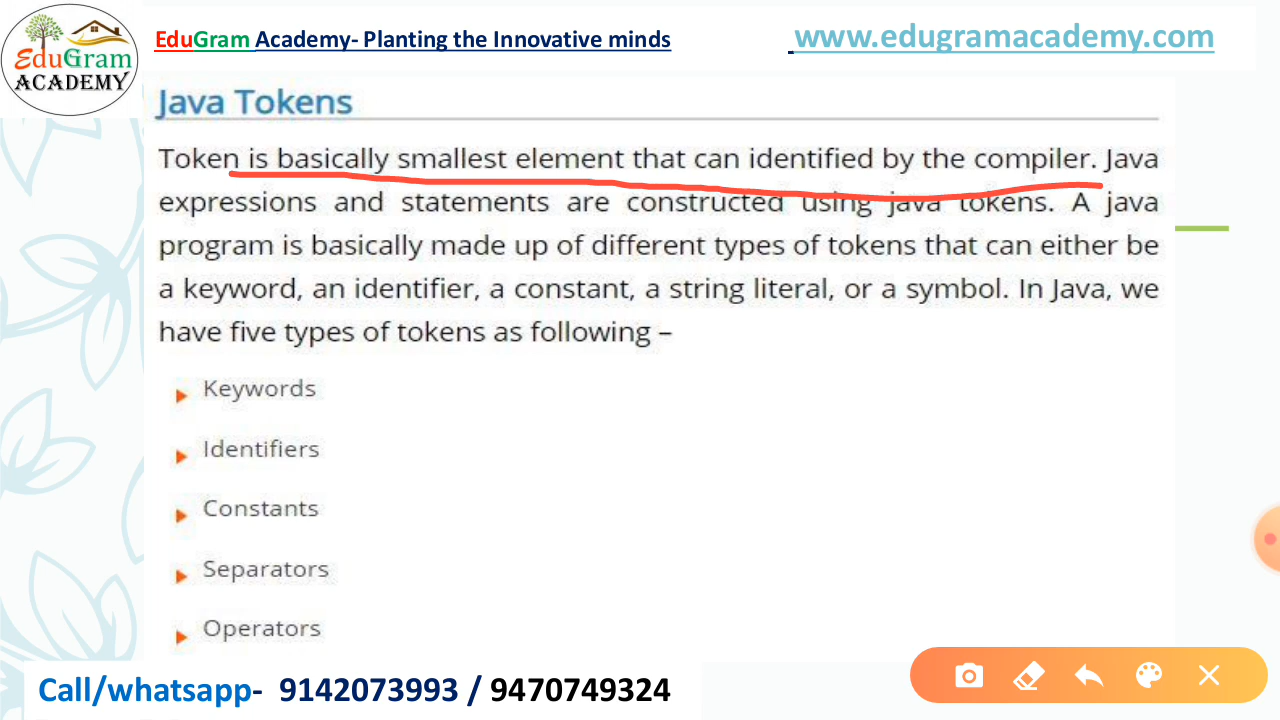 EduGram
ACADEMY
EduGram Academy- Planting the Innovative minds
www.edugramacademy.com
Java Tokens
Token is basically smallest element that can identified by the compiler. Java
expressions and statements are constructed using java tokens. A java
program is basically made up of different types of tokens that can either be
a keyword, an identifier, a constant, a string literal, or a symbol. In Java, we
have five types of tokens as following –
Keywords
Identifiers
Constants
Separators
Operators
Call/whatsapp- 9142073993 / 9470749324